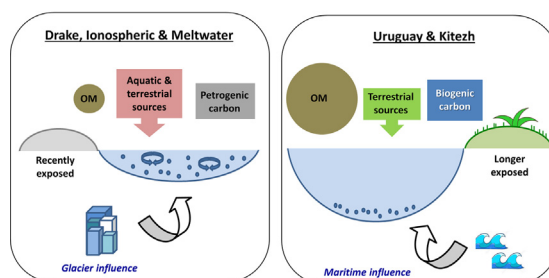 Drake, Ionospheric & Meltwater
OM
Aquatic &
terrestrial
sources
Petrogenic
carbon
Recently
exposed
Glacier influence
Uruguay & Kitezh
OM
Terrestrial
sources
Biogenic
carbon
Longer
exposed
Maritime influence